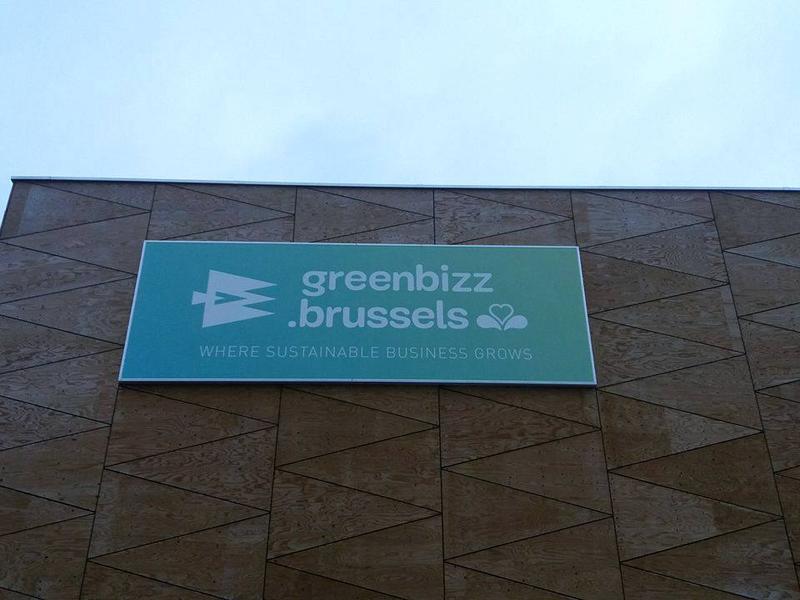 greenbizz
.brussels
WHERE SUSTAINABLE BUSINESS GROWS